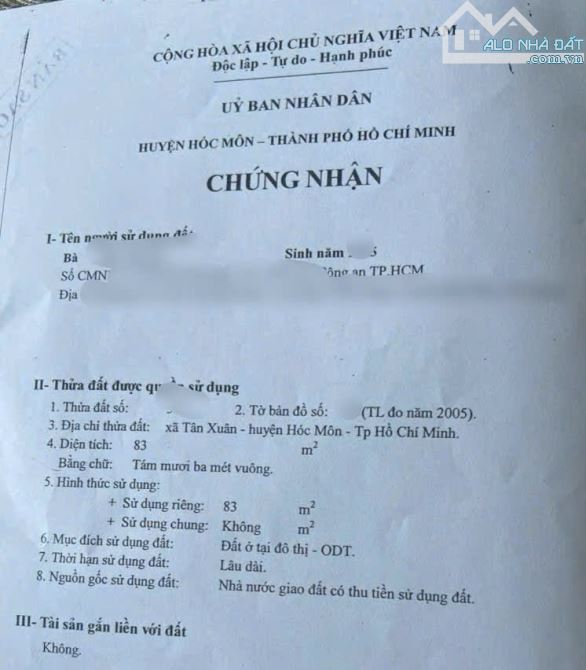 ALO NHÀ ĐẤT
.com.vn
BẢN SAO
CỘNG HÒA XÃ HỘI CHỦ NGHĨA VIỆT NAM
Độc lập - Tự do - Hạnh phúc
UỶ BAN NHÂN DÂN
HUYỆN HÓC MÔN – THÀNH PHỐ HỒ CHÍ MINH
CHỨNG NHẬN
I- Tên người sử dụng đất
Bà Sinh năm
Số CMN Công an TP.HCM
Địa
II- Thửa đất được quyền sử dụng
1. Thửa đất số: 2. Tờ bản đồ số: (TL đo năm 2005).
3. Địa chỉ thửa đất: xã Tân Xuân - huyện Hóc Môn - Tp Hồ Chí Minh.
4. Diện tích: 83 m²
Bằng chữ: Tám mươi ba mét vuông.
5. Hình thức sử dụng:
+ Sử dụng riêng: 83 m²
+ Sử dụng chung: Không m²
6. Mục đích sử dụng đất: Đất ở tại đô thị - ODT.
7. Thời hạn sử dụng đất: Lâu dài.
8. Nguồn gốc sử dụng đất: Nhà nước giao đất có thu tiền sử dụng đất.
III- Tài sản gắn liền với đất
Không.